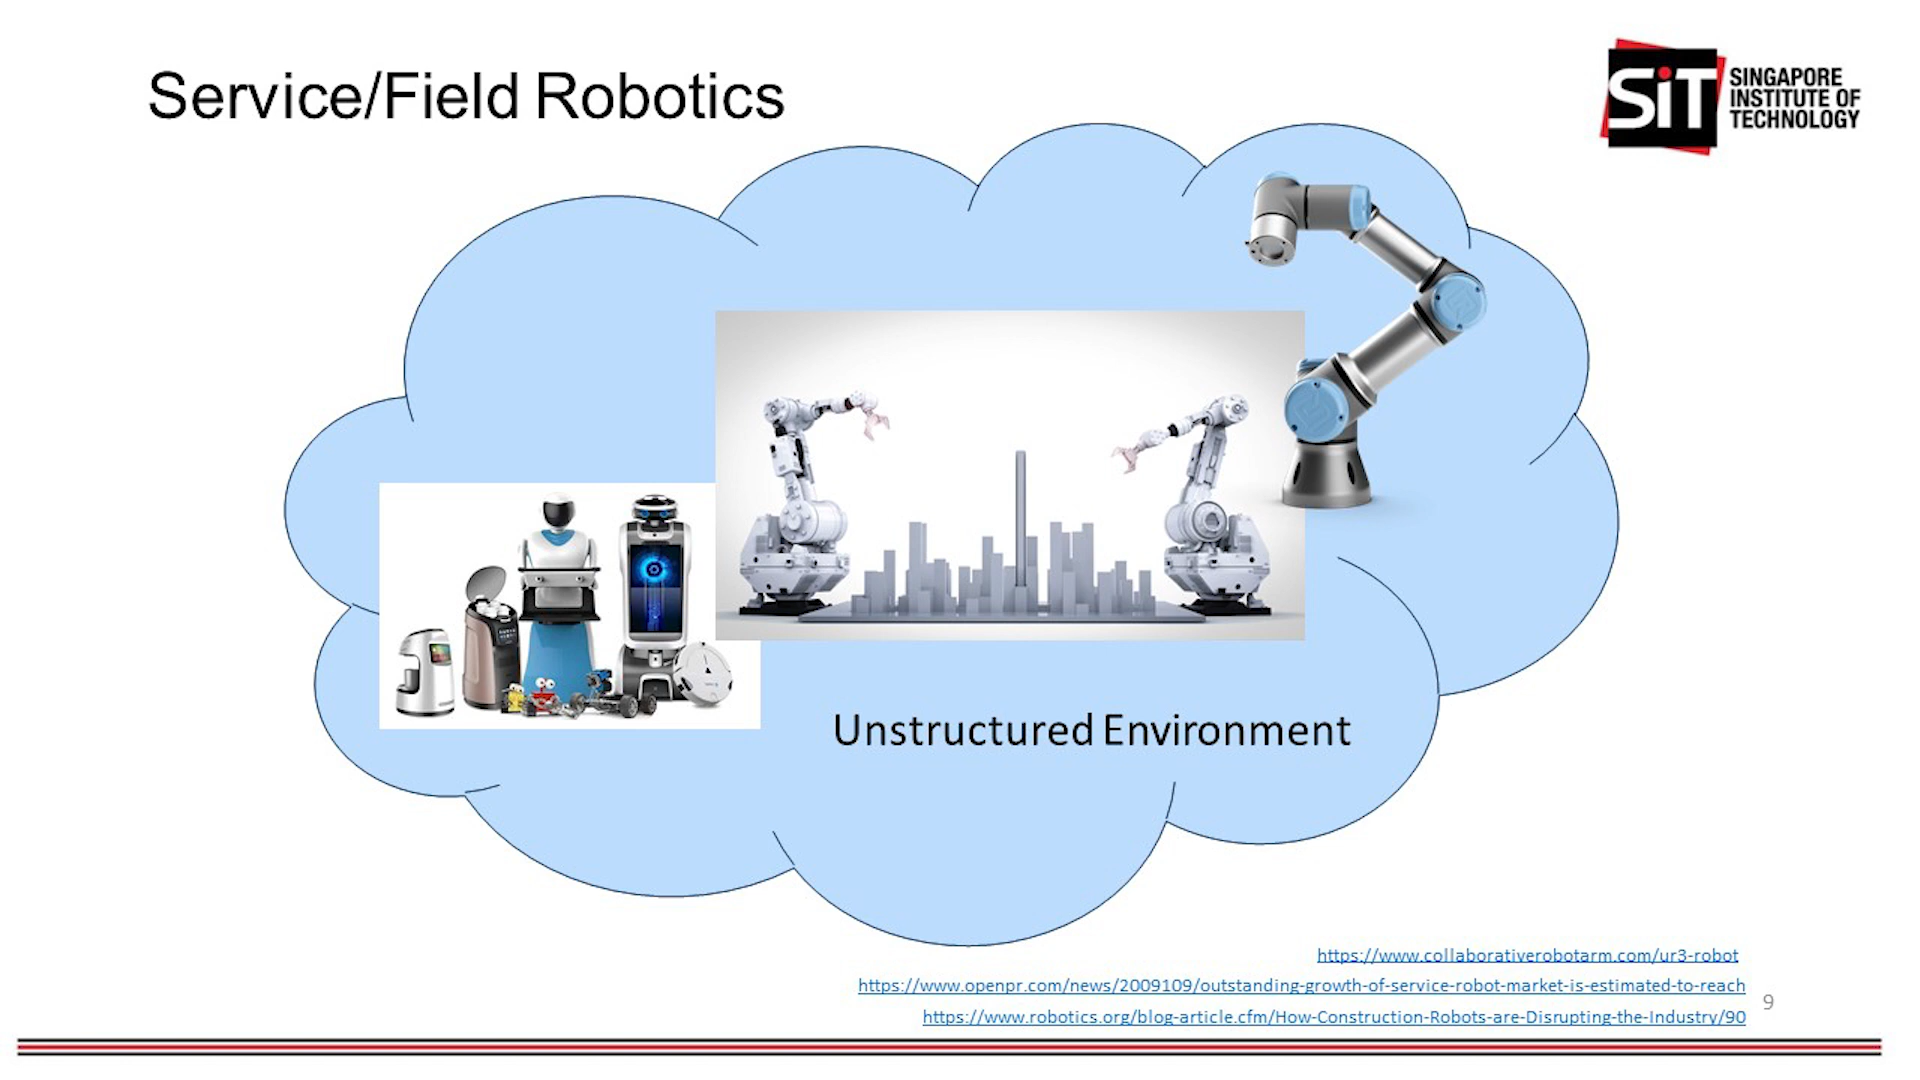 Service/Field Robotics
SiT
SINGAPORE
INSTITUTE OF
TECHNOLOGY
Unstructured Environment
https://www.collaborativerobotarm.com/ur3-robot
https://www.openpr.com/news/2009109/outstanding-growth-of-service-robot-market-is-estimated-to-reach
9
https://www.robotics.org/blog-article.cfm/How-Construction-Robots-are-Disrupting-the-Industry/90